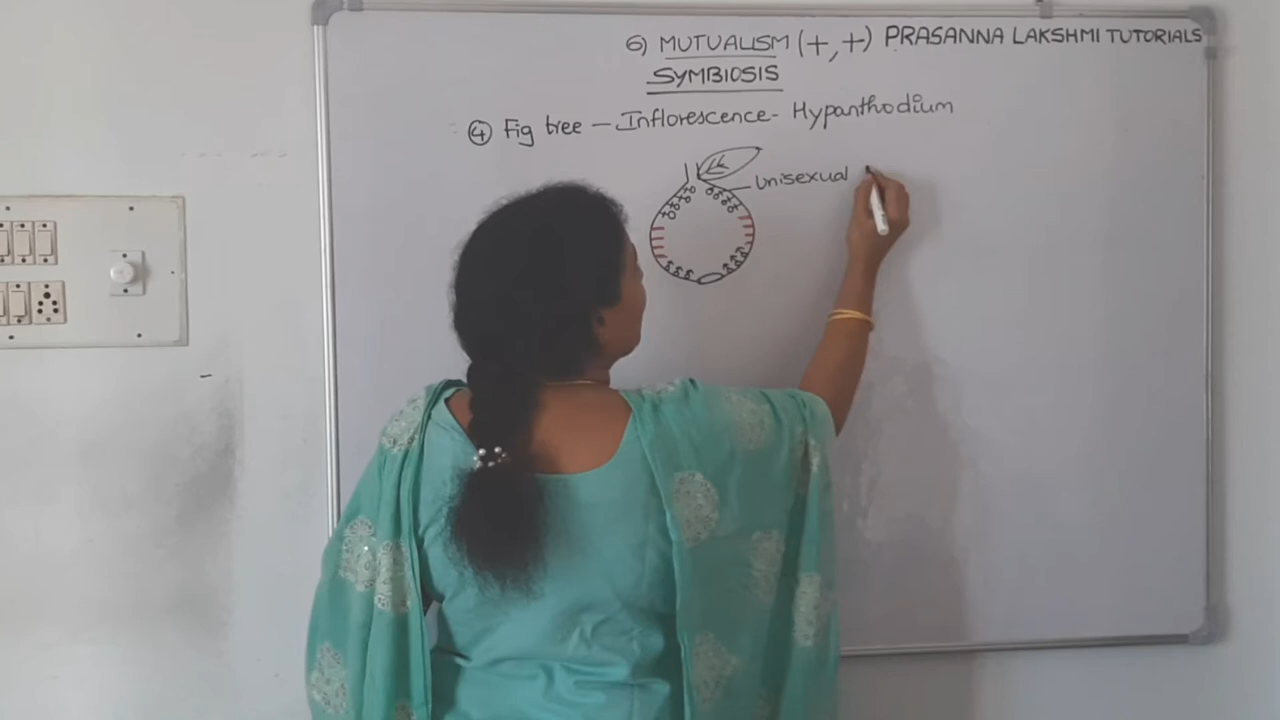 6) MUTUALISM (+,+) PRASANNA LAKSHMI TUTORIALS
SYMBIOSIS
④ Fig tree — Inflorescence - Hypanthodium
Unisexual